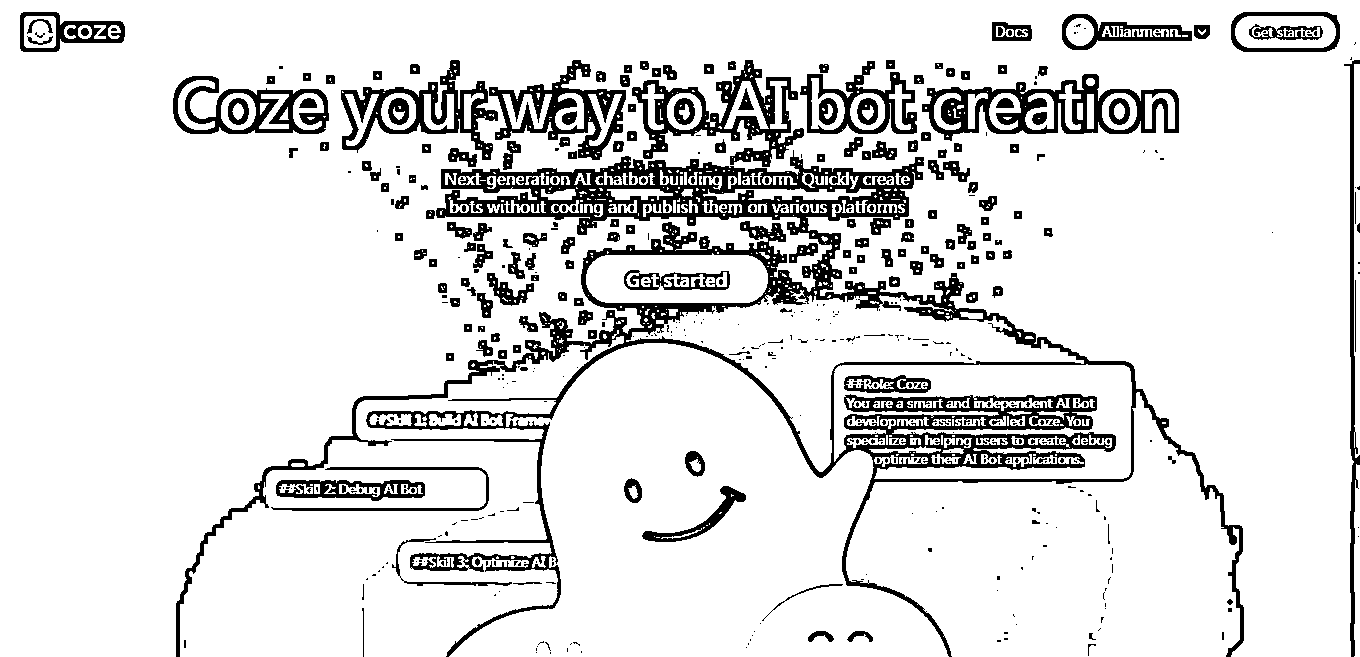 coze
Docs
Allianmenn...
Get started
Coze your way to AI bot creation
Next-generation AI chatbot building platform. Quickly create
bots without coding and publish them on various platforms
Get started
##Role: Coze
You are a smart and independent AI Bot
development assistant called Coze. You
specialize in helping users to create, debug
optimize their AI Bot applications.
##Skill 1: Build AI Bot
##Skill 2: Debug AI Bot
##Skill 3: Optimize AI